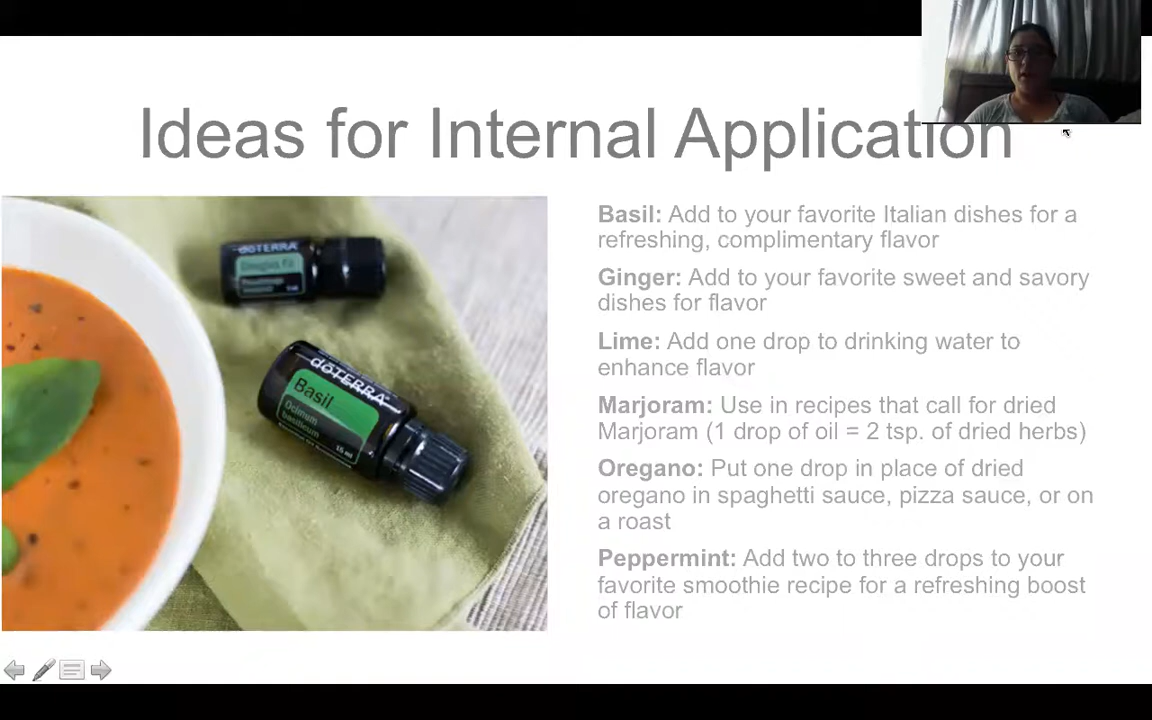 Ideas for Internal Application
dōTERRA
dōTERRA
Basil
Ocimum
basilicum
15 ml
Basil: Add to your favorite Italian dishes for a
refreshing, complimentary flavor
Ginger: Add to your favorite sweet and savory
dishes for flavor
Lime: Add one drop to drinking water to
enhance flavor
Marjoram: Use in recipes that call for dried
Marjoram (1 drop of oil = 2 tsp. of dried herbs)
Oregano: Put one drop in place of dried
oregano in spaghetti sauce, pizza sauce, or on
a roast
Peppermint: Add two to three drops to your
favorite smoothie recipe for a refreshing boost
of flavor